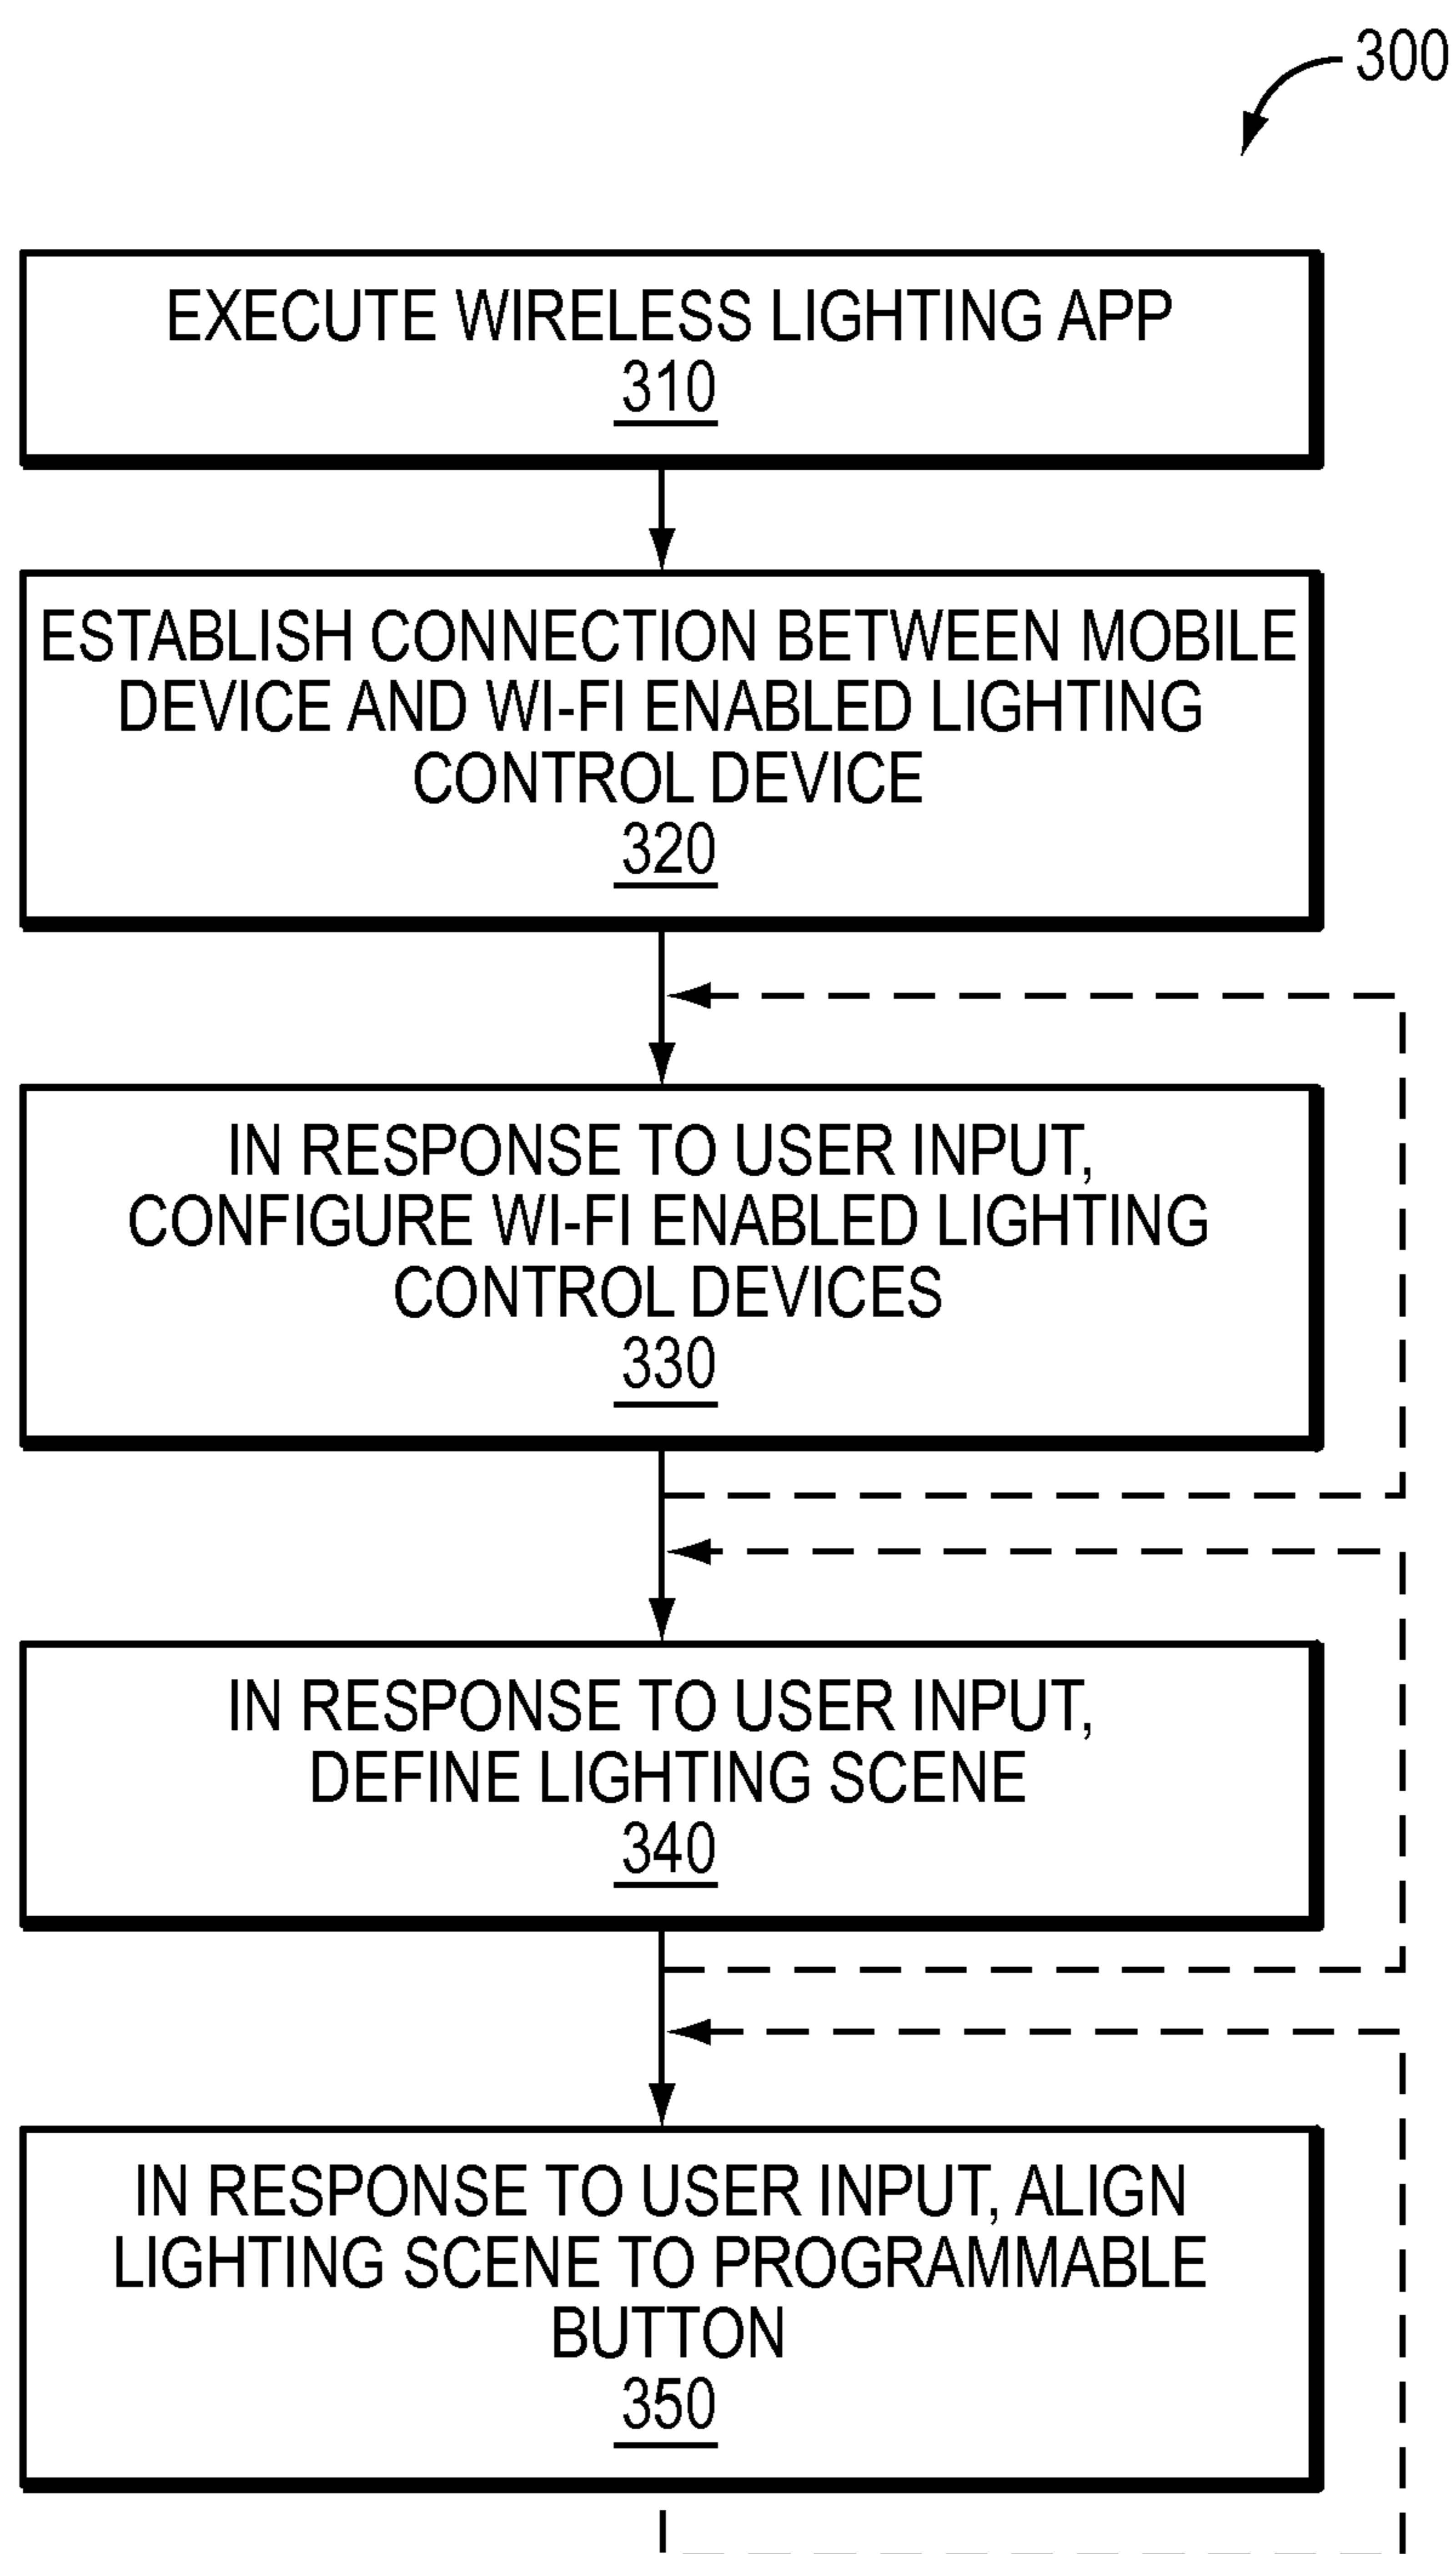 300
EXECUTE WIRELESS LIGHTING APP
310
ESTABLISH CONNECTION BETWEEN MOBILE
DEVICE AND WI-FI ENABLED LIGHTING
CONTROL DEVICE
320
IN RESPONSE TO USER INPUT,
CONFIGURE WI-FI ENABLED LIGHTING
CONTROL DEVICES
330
IN RESPONSE TO USER INPUT,
DEFINE LIGHTING SCENE
340
IN RESPONSE TO USER INPUT, ALIGN
LIGHTING SCENE TO PROGRAMMABLE
BUTTON
350